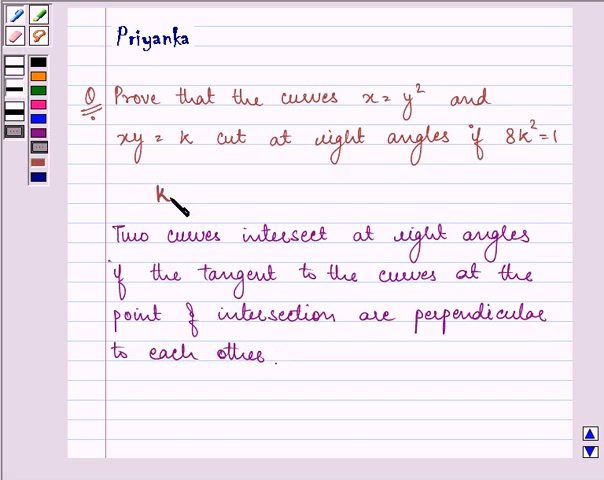 Priyanka
Q Prove that the curves x = y² and
xy = k cut at right angles if 8k² = 1
K
Two curves intersect at right angles
if the tangent to the curves at the
point of intersection are perpendicular
to each other.